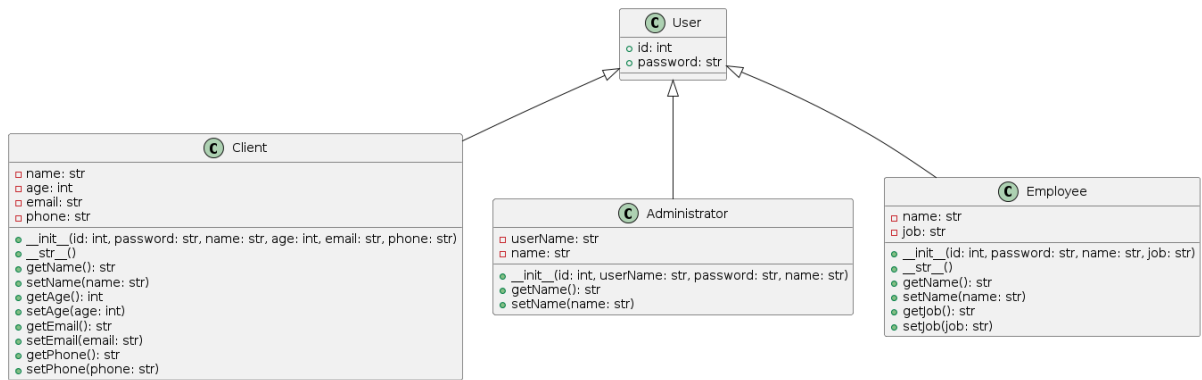 C User
id: int
password: str
C Client
name: str
age: int
email: str
phone: str
__init__(id: int, password: str, name: str, age: int, email: str, phone: str)
__str__()
getName(): str
setName(name: str)
getAge(): int
setAge(age: int)
getEmail(): str
setEmail(email: str)
getPhone(): str
setPhone(phone: str)
C Administrator
userName: str
name: str
__init__(id: int, userName: str, password: str, name: str)
getName(): str
setName(name: str)
C Employee
name: str
job: str
__init__(id: int, password: str, name: str, job: str)
__str__()
getName(): str
setName(name: str)
getJob(): str
setJob(job: str)